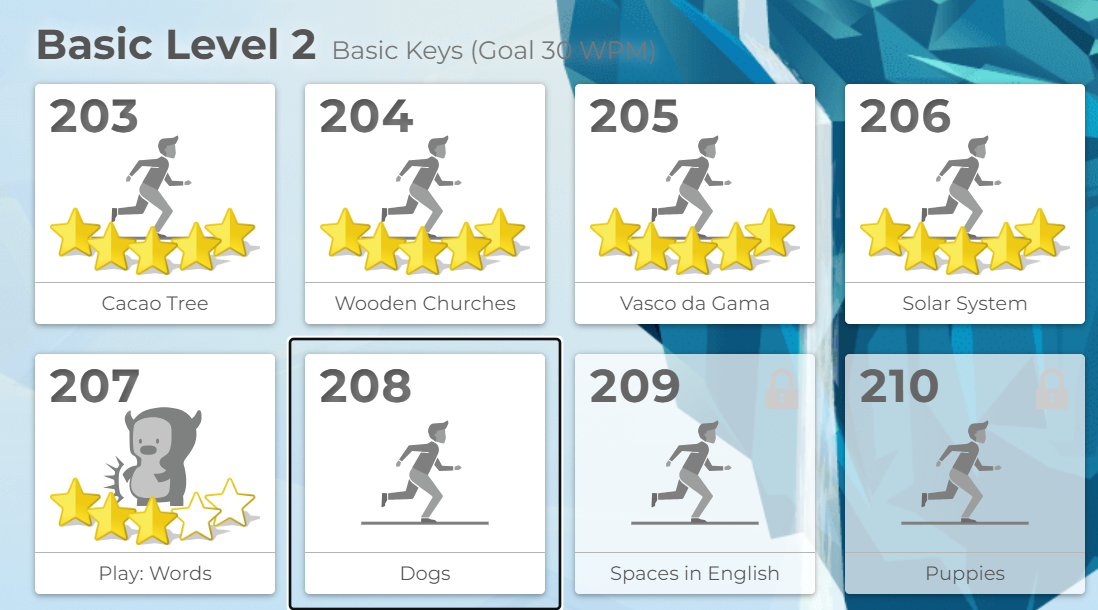 Basic Level 2 Basic Keys (Goal 30 WPM)
203
204
205
206
Cacao Tree
Wooden Churches
Vasco da Gama
Solar System
207
208
209
210
Play: Words
Dogs
Spaces in English
Puppies